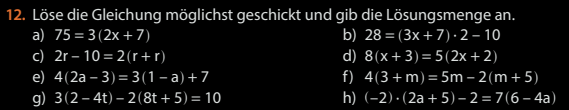 12. Löse die Gleichung möglichst geschickt und gib die Lösungsmenge an.
a) 75 = 3 (2x + 7) b) 28 = (3x + 7) · 2 – 10
c) 2r – 10 = 2 (r + r) d) 8 (x + 3) = 5 (2x + 2)
e) 4 (2a – 3) = 3 (1 – a) + 7 f) 4 (3 + m) = 5m – 2 (m + 5)
g) 3 (2 – 4t) – 2 (8t + 5) = 10 h) (–2) · (2a + 5) – 2 = 7 (6 – 4a)